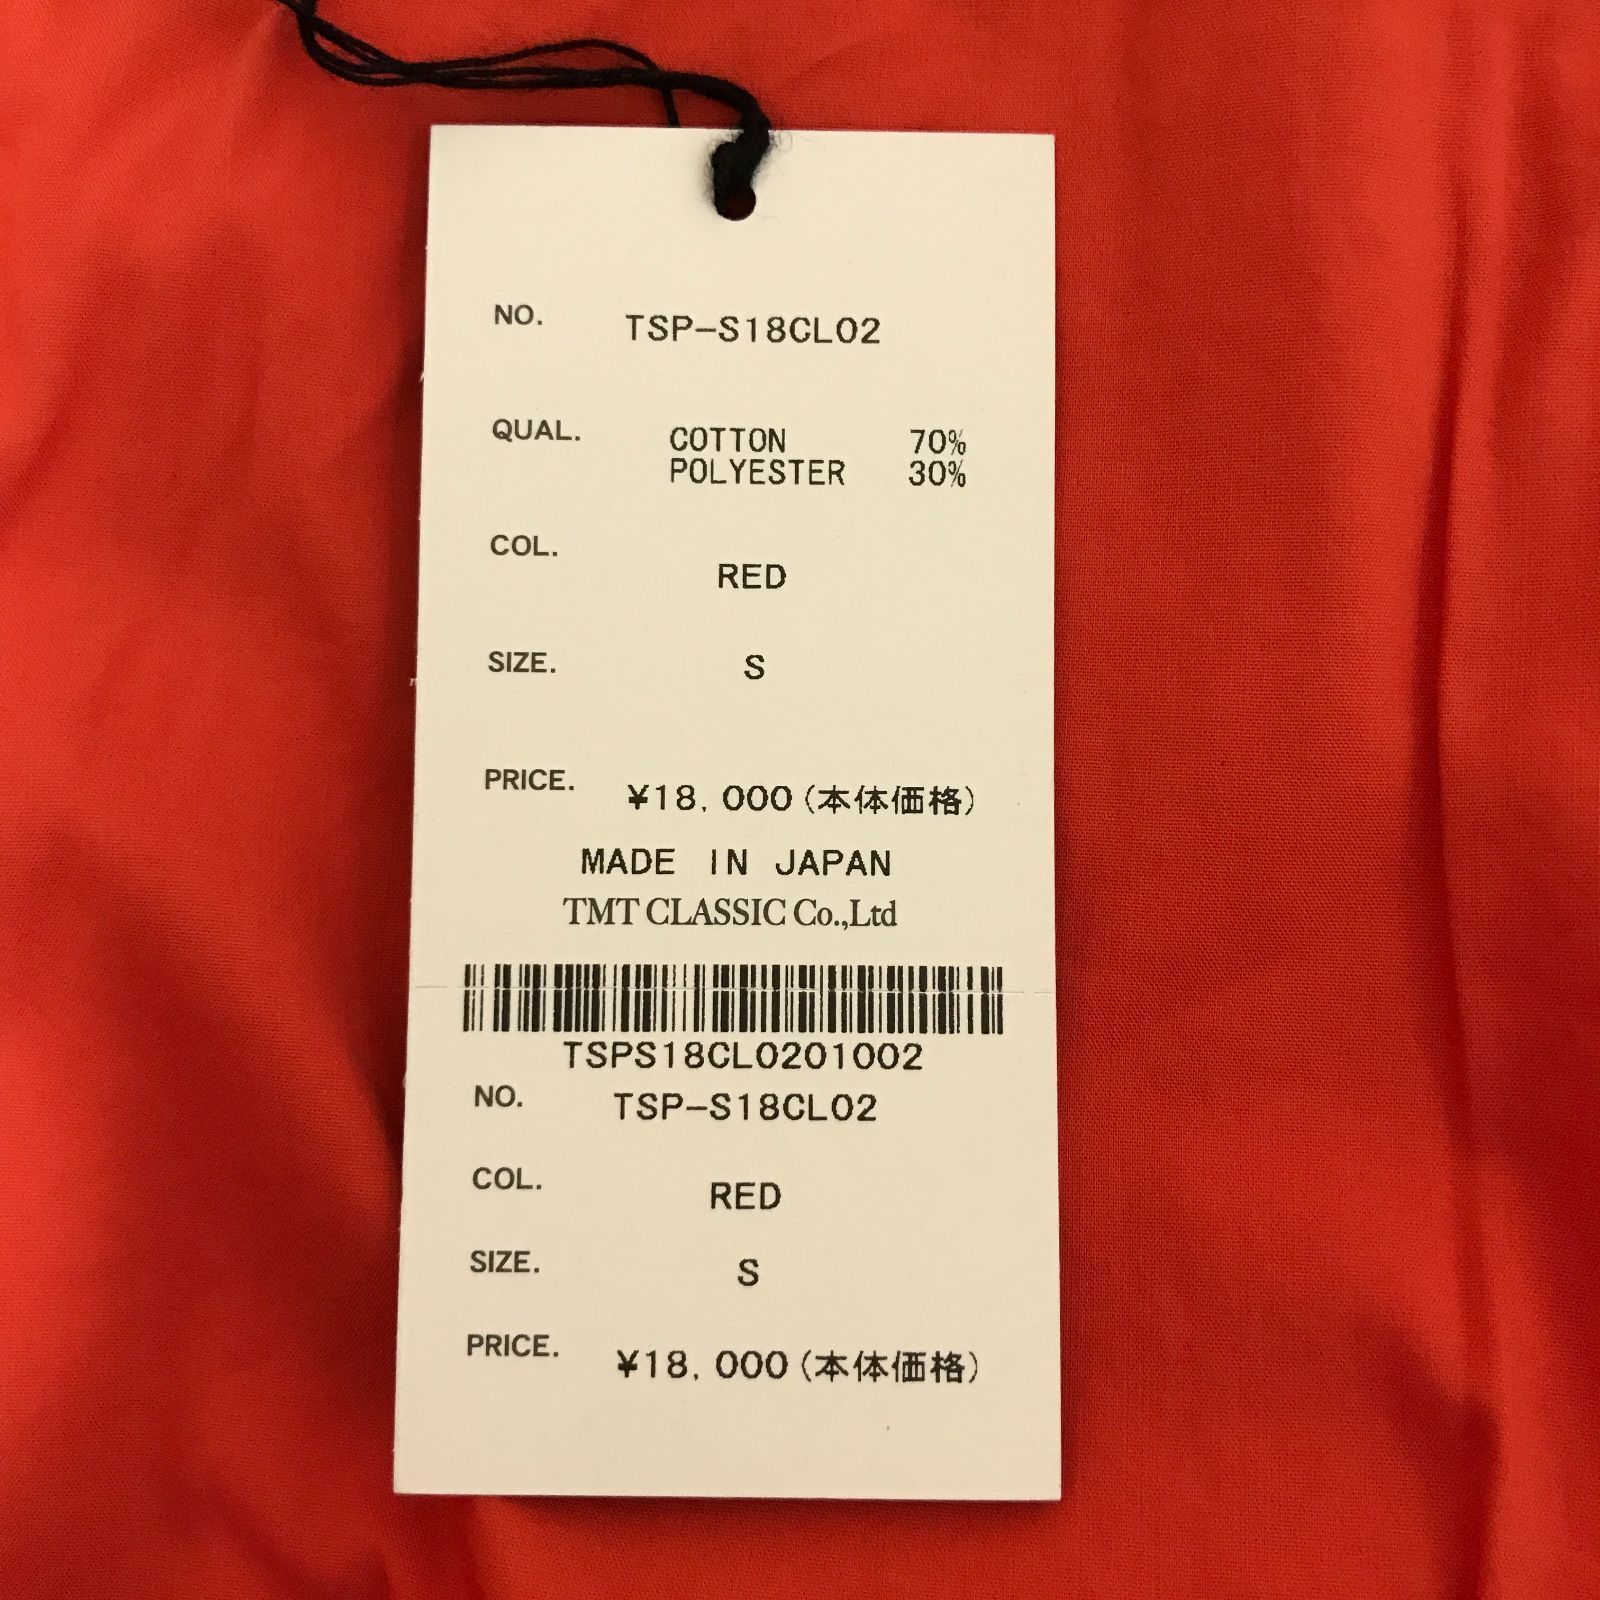 NO. TSP-S18CL02
QUAL. COTTON 70%
POLYESTER 30%
COL. RED
SIZE. S
PRICE. ¥18,000(本体価格)
MADE IN JAPAN
TMT CLASSIC Co.,Ltd
TSPS18CL0201002
NO. TSP-S18CL02
COL. RED
SIZE. S
PRICE. ¥18,000(本体価格)